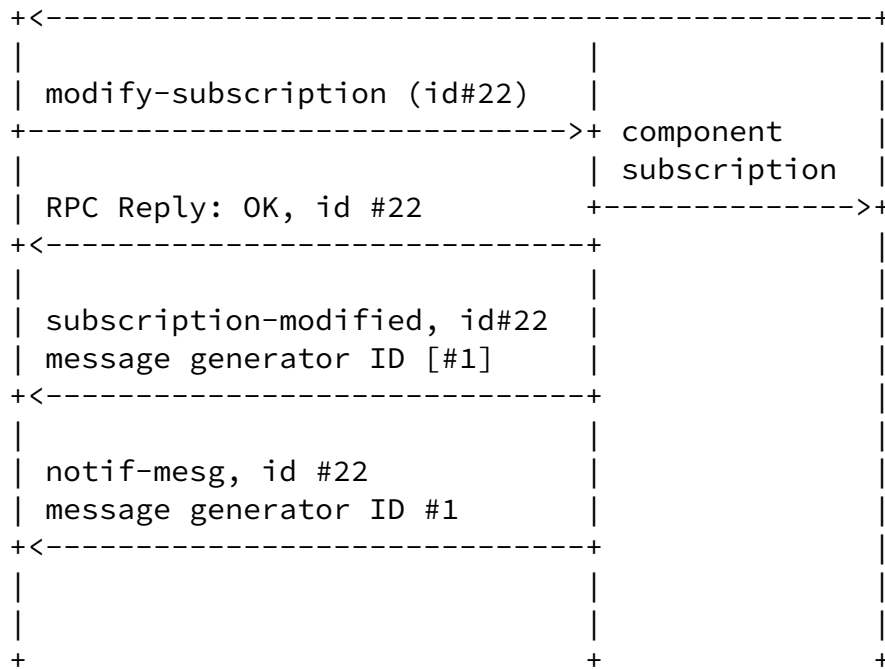 modify-subscription (id#22)
component
subscription
RPC Reply: OK, id #22
subscription-modified, id#22
message generator ID [#1]
notif-mesg, id #22
message generator ID #1